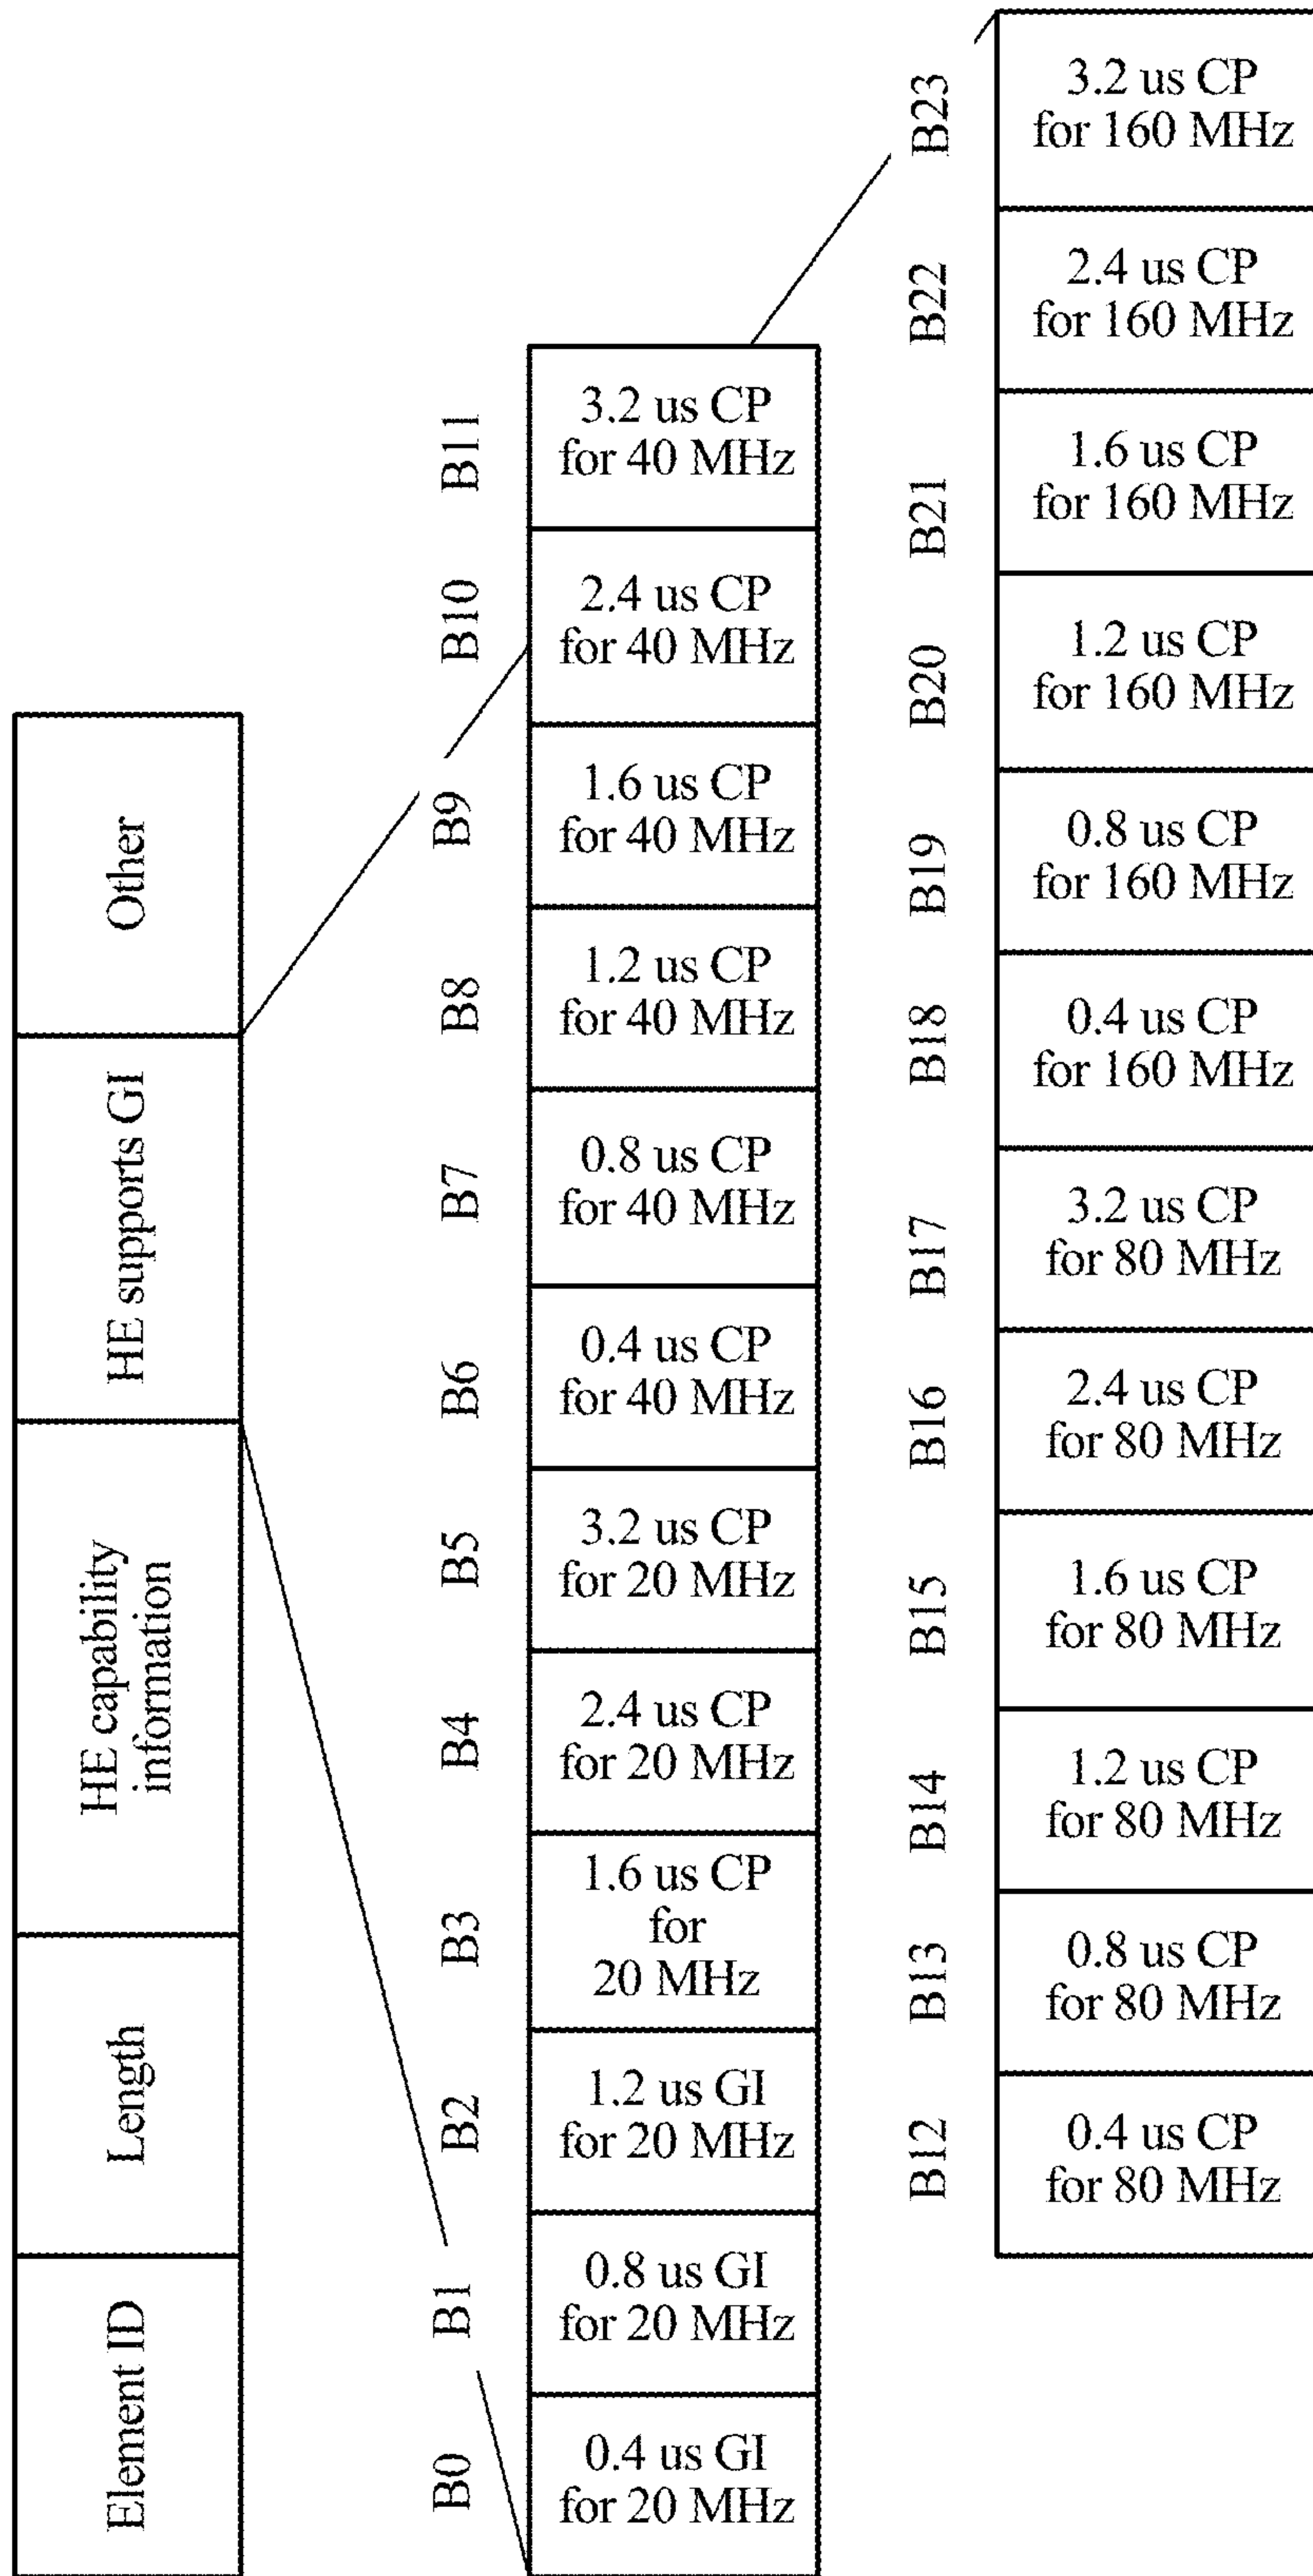 Element ID
Length
HE capability
information
HE supports GI
Other
B0
B1
B2
B3
B4
B5
B6
B7
B8
B9
B10
B11
0.4 us GI
for 20 MHz
0.8 us GI
for 20 MHz
1.2 us GI
for 20 MHz
1.6 us CP
for
20 MHz
2.4 us CP
for 20 MHz
3.2 us CP
for 20 MHz
0.4 us CP
for 40 MHz
0.8 us CP
for 40 MHz
1.2 us CP
for 40 MHz
1.6 us CP
for 40 MHz
2.4 us CP
for 40 MHz
3.2 us CP
for 40 MHz
B12
B13
B14
B15
B16
B17
B18
B19
B20
B21
B22
B23
0.4 us CP
for 80 MHz
0.8 us CP
for 80 MHz
1.2 us CP
for 80 MHz
1.6 us CP
for 80 MHz
2.4 us CP
for 80 MHz
3.2 us CP
for 80 MHz
0.4 us CP
for 160 MHz
0.8 us CP
for 160 MHz
1.2 us CP
for 160 MHz
1.6 us CP
for 160 MHz
2.4 us CP
for 160 MHz
3.2 us CP
for 160 MHz